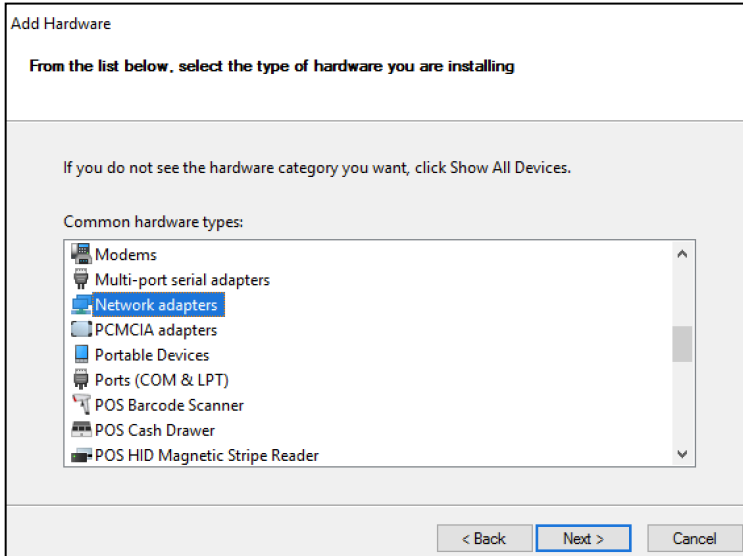 Add Hardware
From the list below, select the type of hardware you are installing
If you do not see the hardware category you want, click Show All Devices.
Common hardware types:
Modems
Multi-port serial adapters
Network adapters
PCMCIA adapters
Portable Devices
Ports (COM & LPT)
POS Barcode Scanner
POS Cash Drawer
POS HID Magnetic Stripe Reader
< Back Next > Cancel